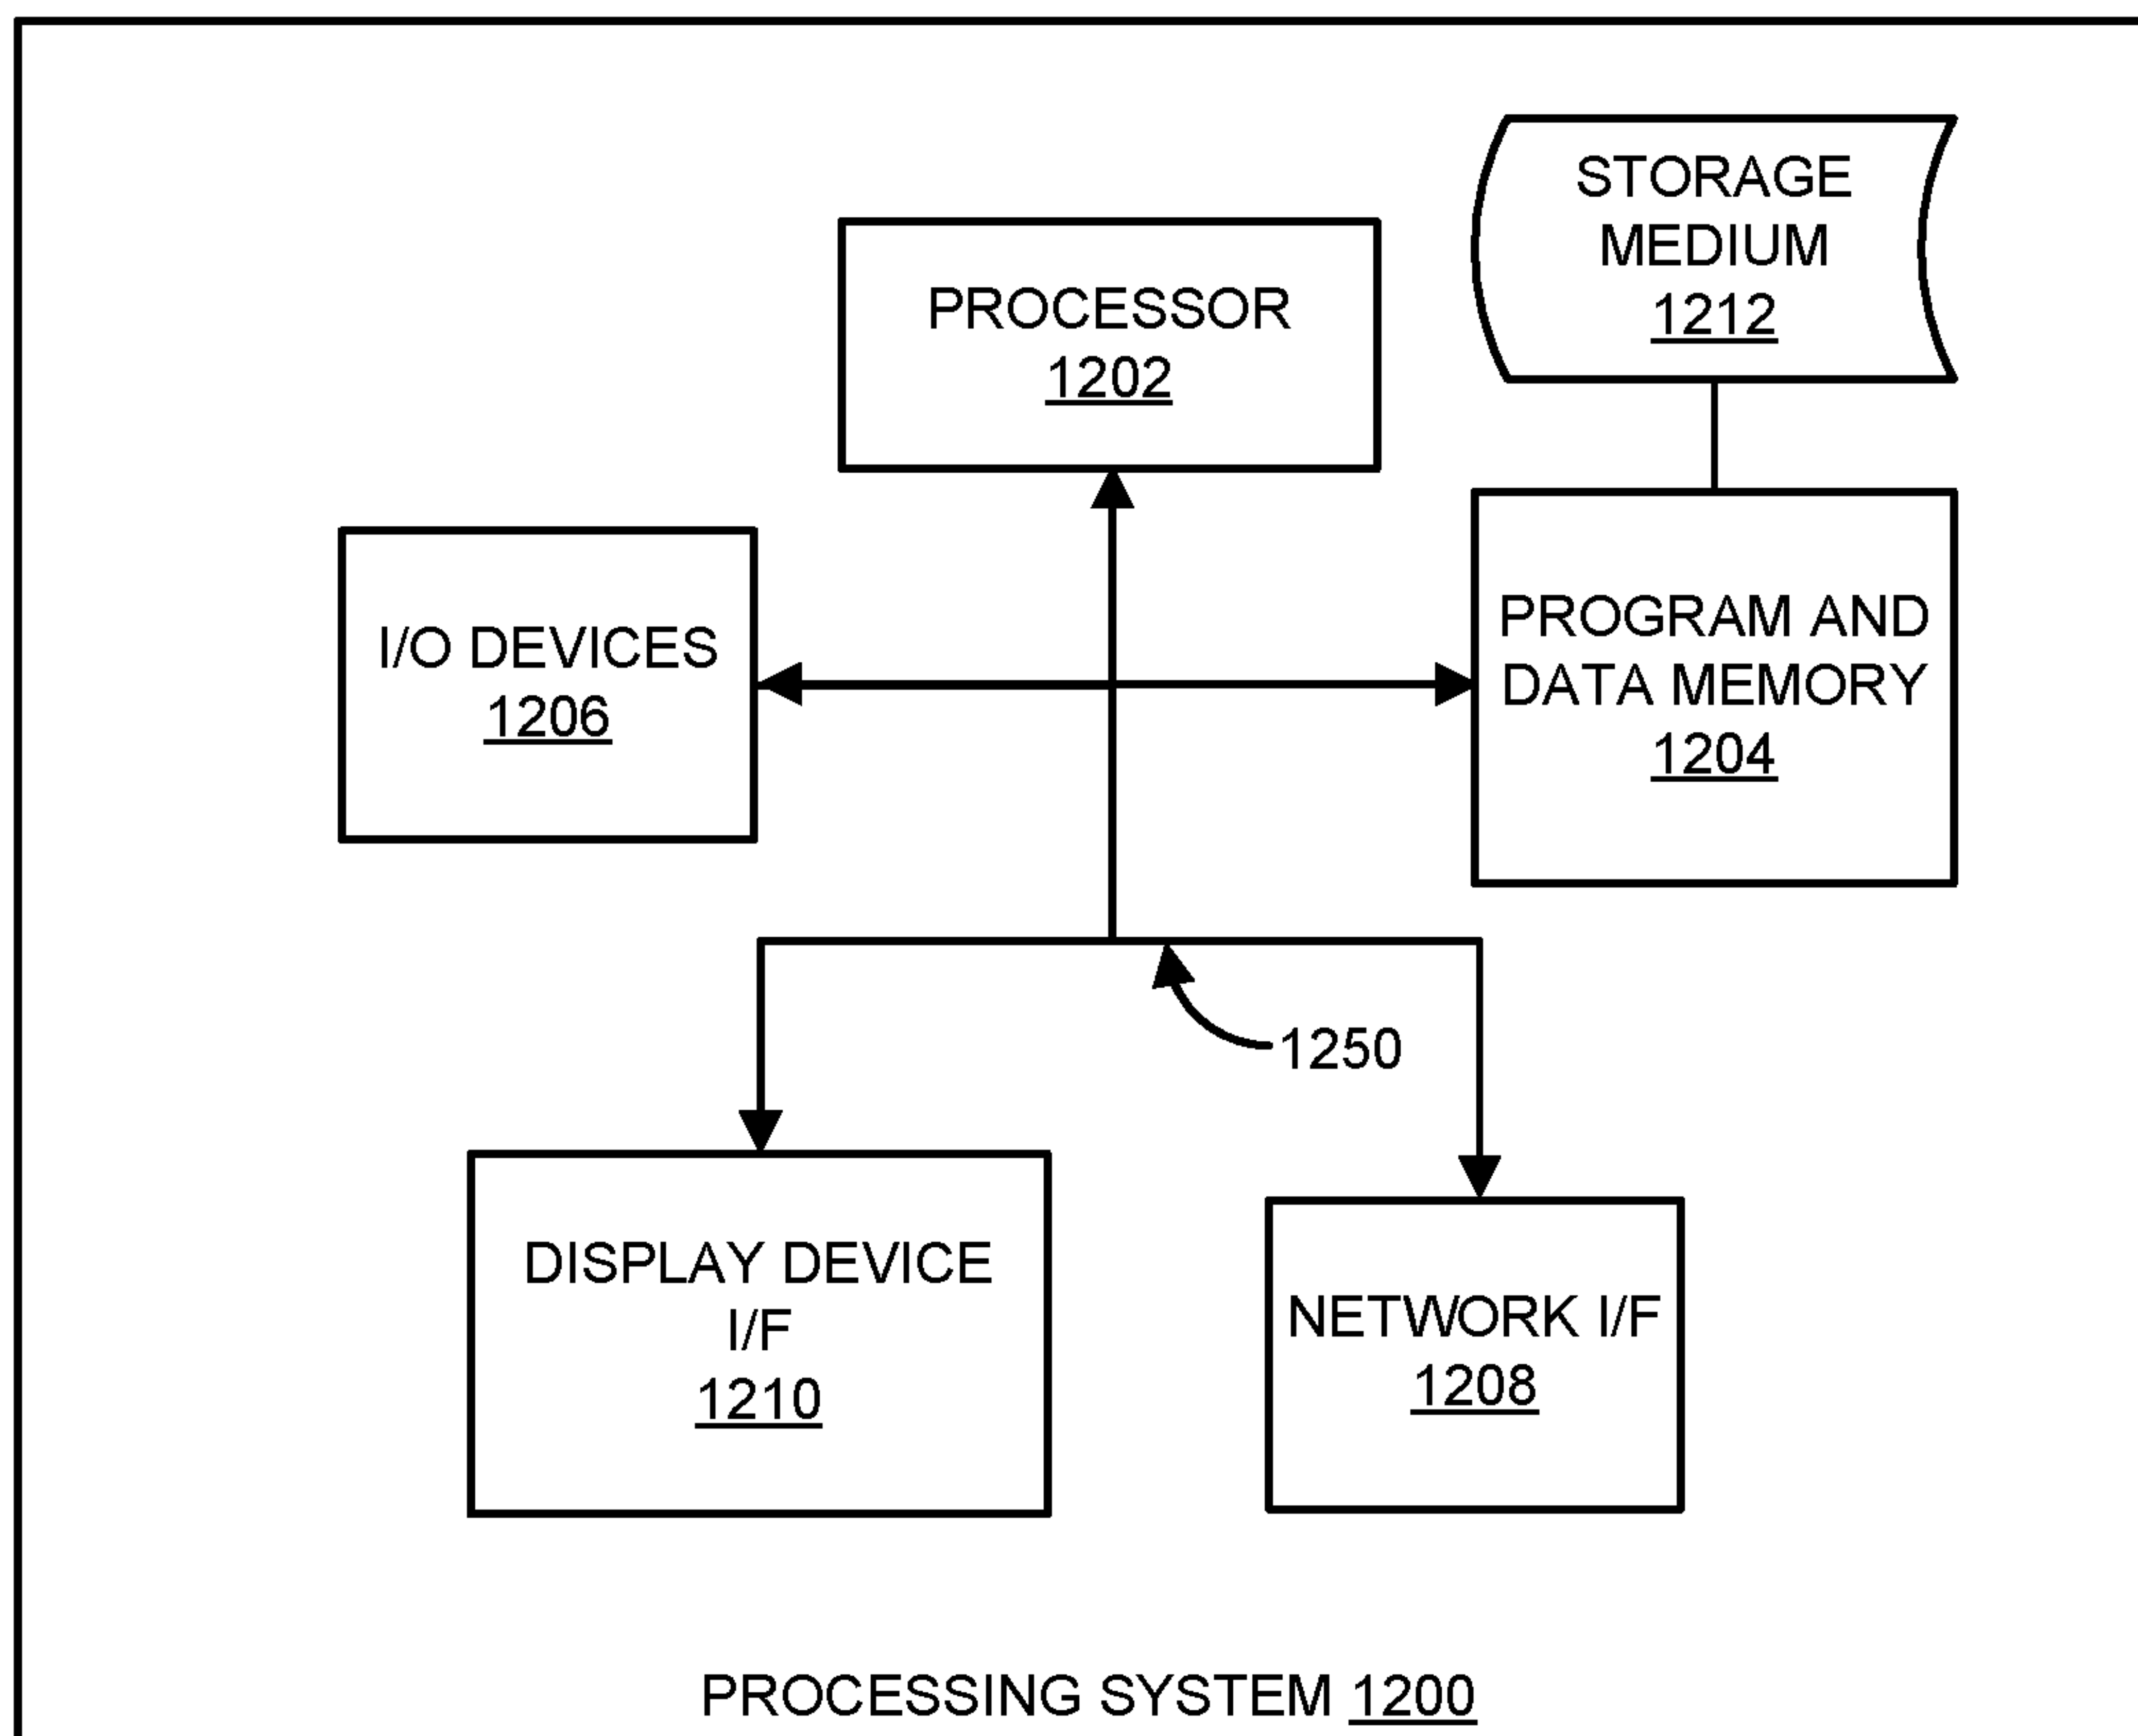 STORAGE
MEDIUM
1212
PROCESSOR
1202
I/O DEVICES
1206
PROGRAM AND
DATA MEMORY
1204
1250
DISPLAY DEVICE
I/F
1210
NETWORK I/F
1208
PROCESSING SYSTEM 1200